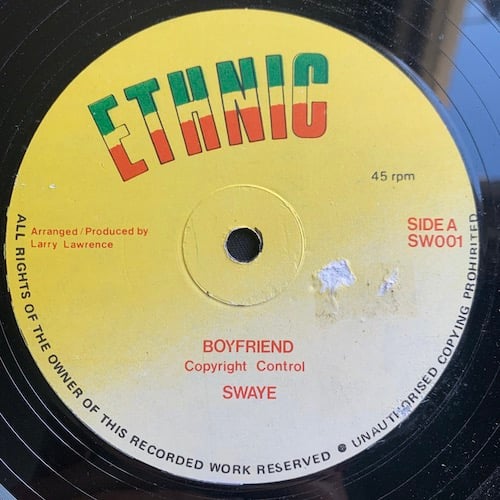 ETHNIC
45 rpm
Arranged/Produced by
Larry Lawrence
SIDE A
SW001
BOYFRIEND
Copyright Control
SWAYE
ALL RIGHTS OF THE OWNER OF THIS RECORDED WORK RESERVED ● UNAUTHORISED COPYING PROHIBITED